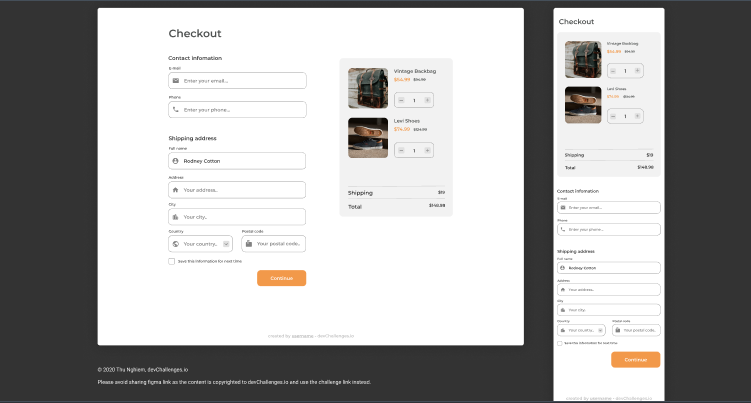 Checkout
Contact information
E-mail
Enter your email...
Phone
Enter your phone...
Shipping address
Full name
Rodney Cotton
Address
Your address..
City
Your city..
Country
Postal code
Your country..
Your postal code..
Save this information for next time
Continue
Vintage Backbag
$54.99 $94.99
1
Levi Shoes
$74.99 $124.99
1
Shipping $19
Total $148.98
created by username - devChallenges.io
Checkout
Vintage Backbag
$54.99 $94.99
1
Levi Shoes
$74.99 $124.99
1
Shipping $19
Total $148.98
Contact information
E-mail
Enter your email...
Phone
Enter your phone...
Shipping address
Full name
Rodney Cotton
Address
Your address..
City
Your city..
Country
Postal code
Your country..
Your postal code..
Save this information for next time
Continue
created by username - devChallenges.io
© 2020 Thu Nghiem, devChallenges.io
Please avoid sharing figma link as the content is copyrighted to devChallenges.io and use the challenge link instead.